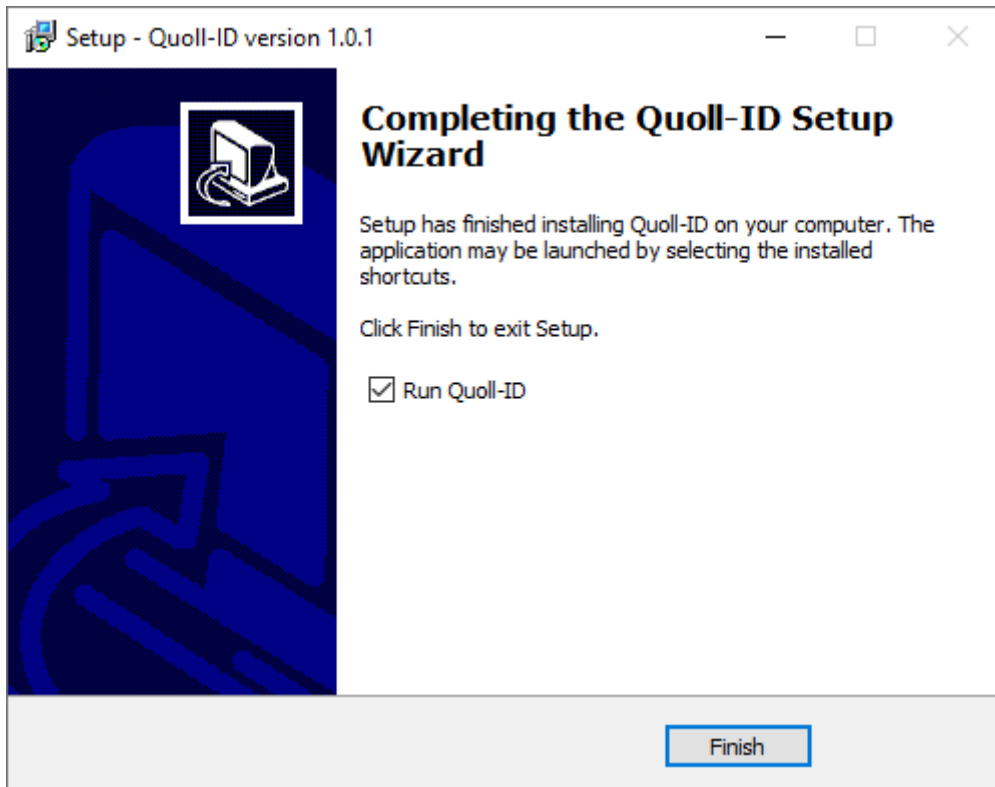 Setup - Quoll-ID version 1.0.1
Completing the Quoll-ID Setup
Wizard
Setup has finished installing Quoll-ID on your computer. The
application may be launched by selecting the installed
shortcuts.
Click Finish to exit Setup.
Run Quoll-ID
Finish